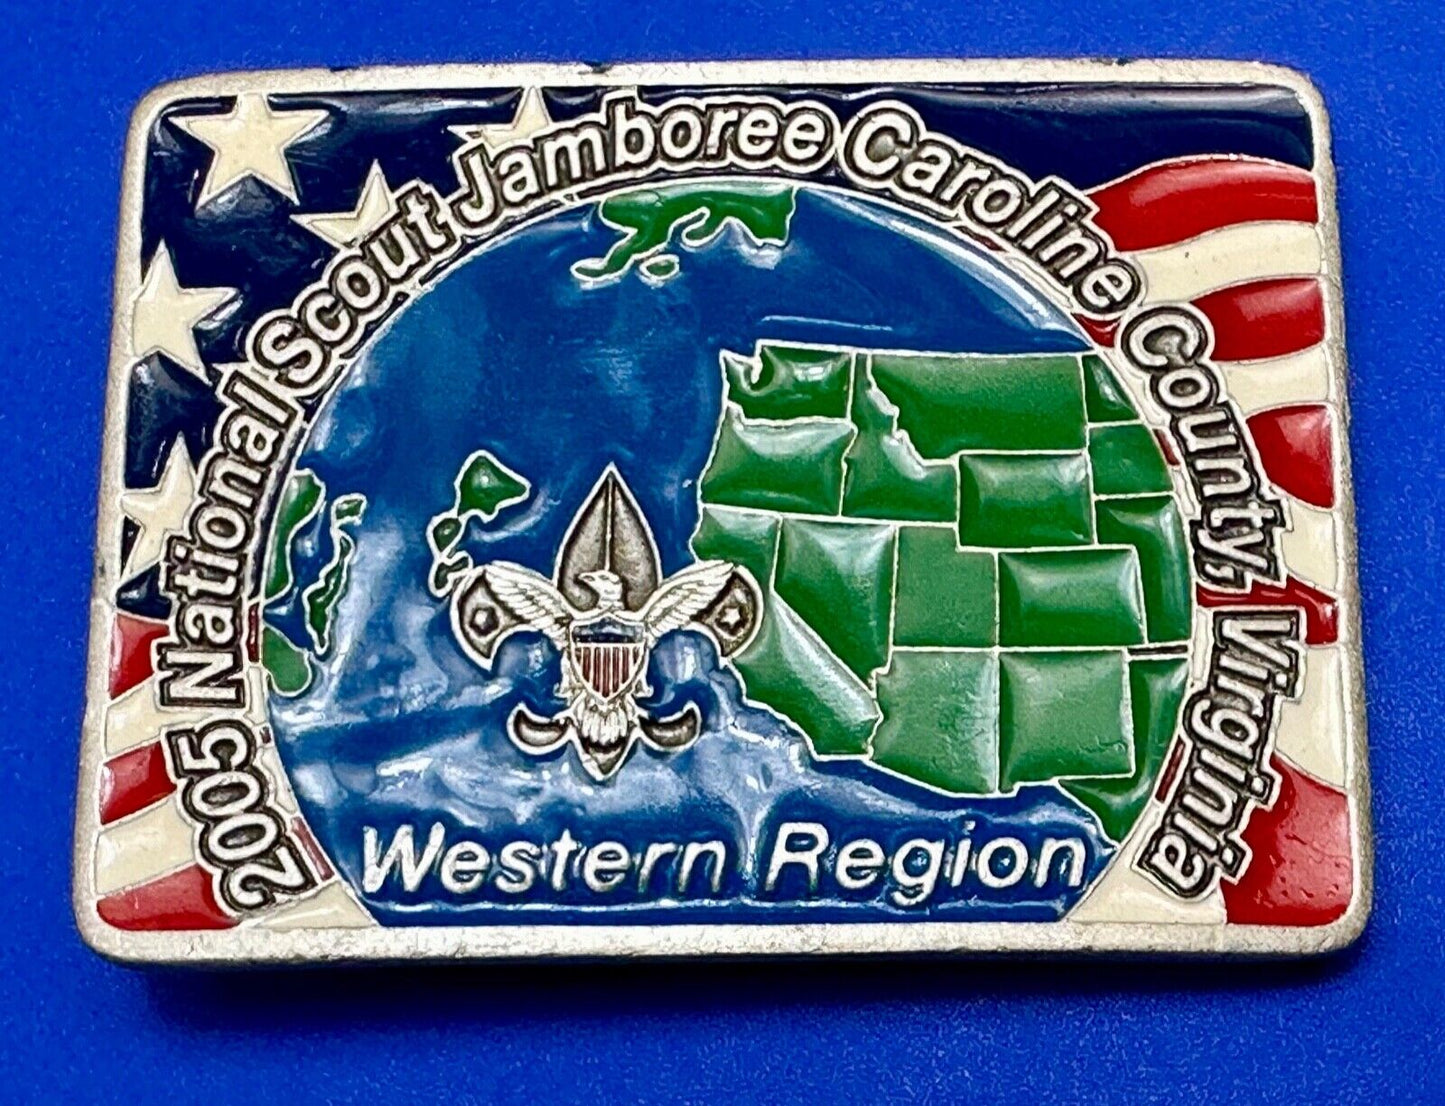 2005 National Scout Jamboree Caroline County, Virginia
Western Region